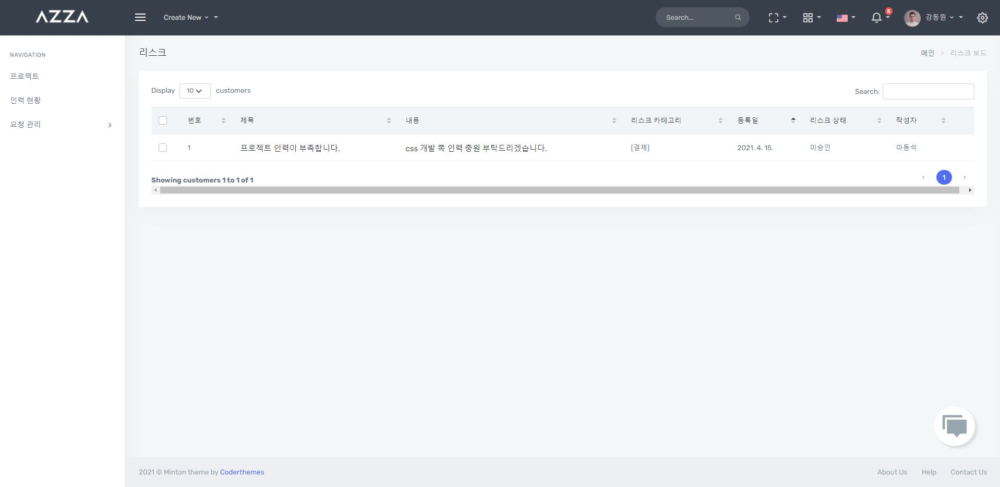 AZZA
Create New
Search...
5
강동원
NAVIGATION
프로젝트
인력 현황
요청 관리
리스크
메인 > 리스크 보드
Display 10 customers
Search:
번호 제목 내용 리스크 카테고리 등록일 리스크 상태 작성자
1 프로젝트 인력이 부족합니다. css 개발 쪽 인력 충원 부탁드리겠습니다. [결제] 2021. 4. 15. 미승인 마동석
Showing customers 1 to 1 of 1
‹ 1 ›
2021 © Minton theme by Coderthemes
About Us Help Contact Us